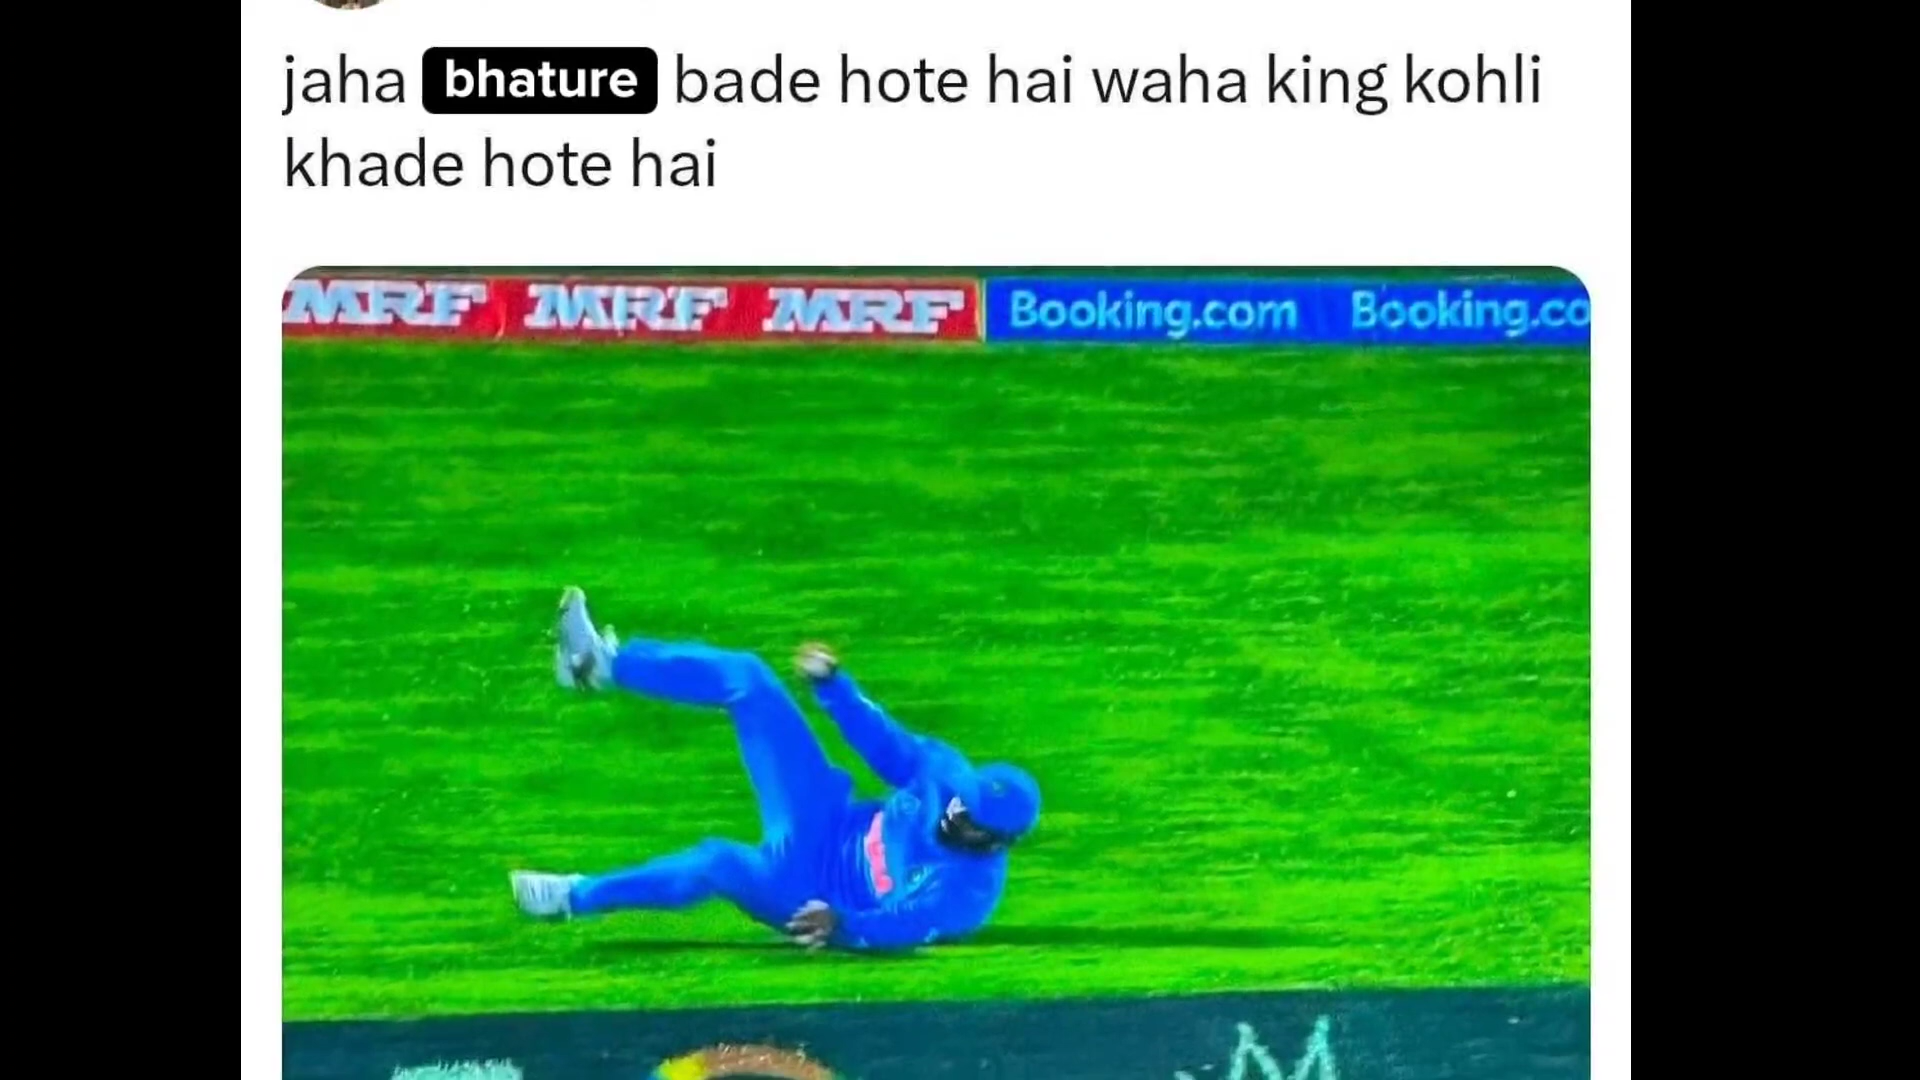 jaha bhature bade hote hai waha king kohli
khade hote hai
MRF MRF MRF Booking.com Booking.co